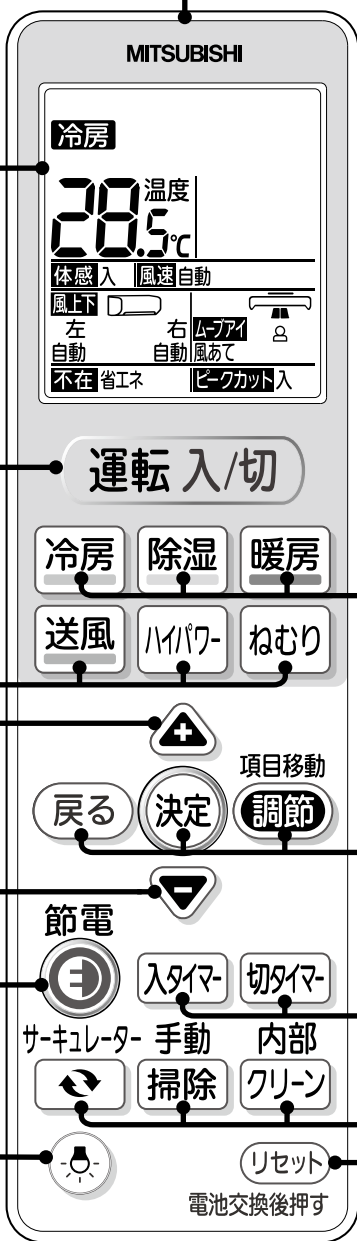 MITSUBISHI
冷房
28.5℃ 温度
体感 入 風速 自動
風上下
左 右 ムーブアイ
自動 自動 風あて
不在 省エネ ピークカット 入
運転 入/切
冷房 除湿 暖房
送風 ハイパワー ねむり
+
項目移動
戻る 決定 調節
-
節電
入タイマー 切タイマー
サーキュレーター 手動 内部
掃除 クリーン
リセット
電池交換後押す